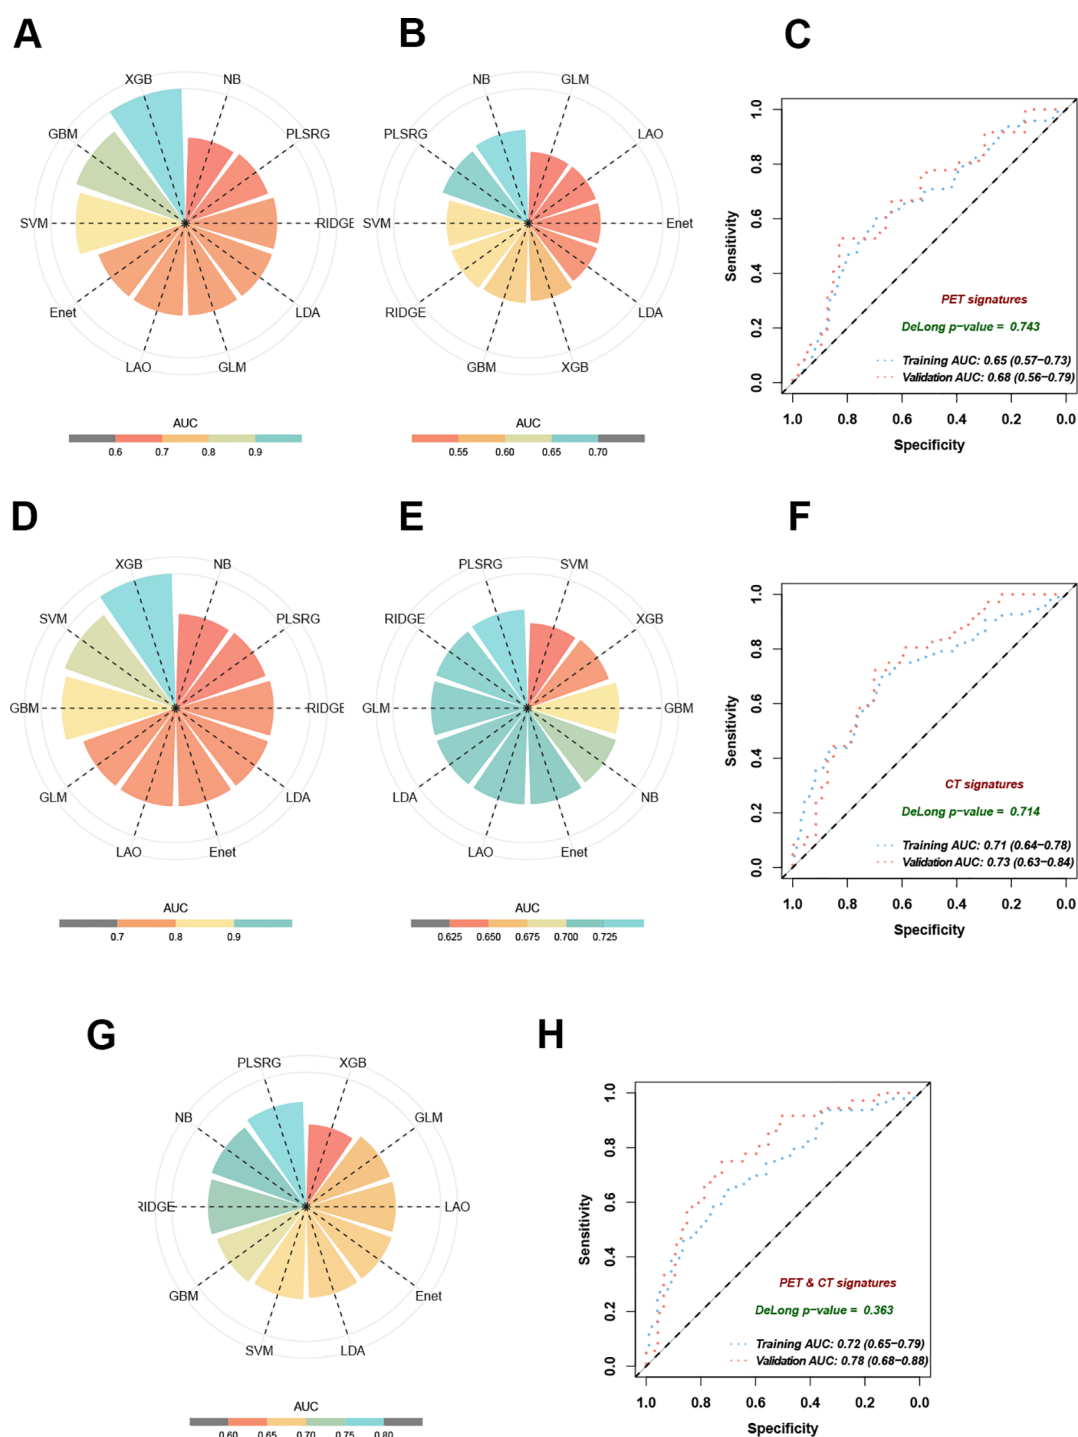 A
XGB
NB
GBM
PLSRG
SVM
RIDGE
Enet
LDA
LAO
GLM
AUC
0.6 0.7 0.8 0.9
B
NB
GLM
PLSRG
LAO
SVM
Enet
RIDGE
LDA
GBM
XGB
AUC
0.55 0.60 0.65 0.70
C
Sensitivity
1.0
0.8
0.6
0.4
0.2
0.0
PET signatures
DeLong p-value = 0.743
Training AUC: 0.65 (0.57-0.73)
Validation AUC: 0.68 (0.56-0.79)
1.0 0.8 0.6 0.4 0.2 0.0
Specificity
D
XGB
NB
SVM
PLSRG
GBM
RIDGE
GLM
LDA
LAO
Enet
AUC
0.7 0.8 0.9
E
PLSRG
SVM
RIDGE
XGB
GLM
GBM
LDA
NB
LAO
Enet
AUC
0.625 0.650 0.675 0.700 0.725
F
Sensitivity
1.0
0.8
0.6
0.4
0.2
0.0
CT signatures
DeLong p-value = 0.714
Training AUC: 0.71 (0.64-0.78)
Validation AUC: 0.73 (0.63-0.84)
1.0 0.8 0.6 0.4 0.2 0.0
Specificity
G
PLSRG
XGB
NB
GLM
RIDGE
LAO
GBM
Enet
SVM
LDA
AUC
0.60 0.65 0.70 0.75 0.80
H
Sensitivity
1.0
0.8
0.6
0.4
0.2
0.0
PET & CT signatures
DeLong p-value = 0.363
Training AUC: 0.72 (0.65-0.79)
Validation AUC: 0.78 (0.68-0.88)
1.0 0.8 0.6 0.4 0.2 0.0
Specificity